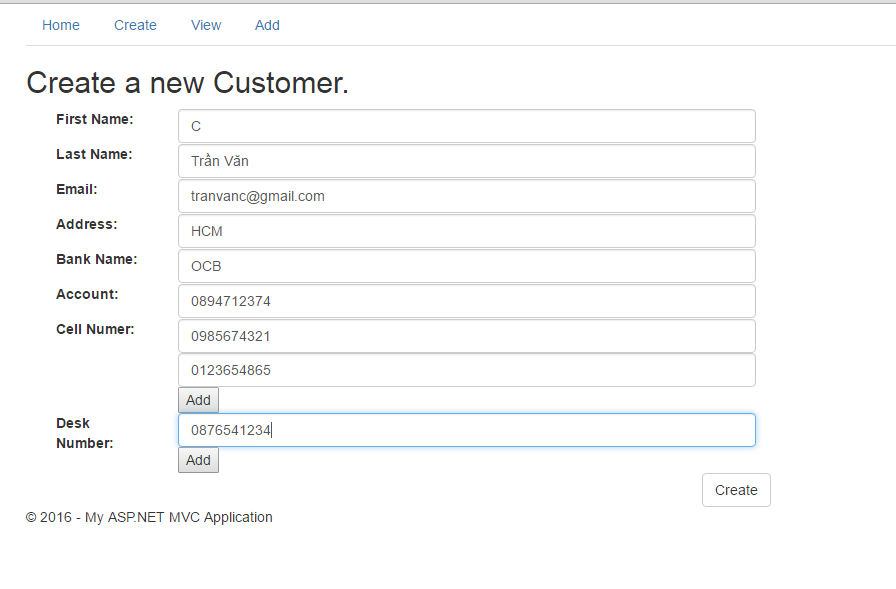 Home Create View Add
Create a new Customer.
First Name: C
Last Name: Trần Văn
Email: tranvanc@gmail.com
Address: HCM
Bank Name: OCB
Account: 0894712374
Cell Numer: 0985674321
0123654865
Add
Desk Number: 0876541234
Add
Create
© 2016 - My ASP.NET MVC Application